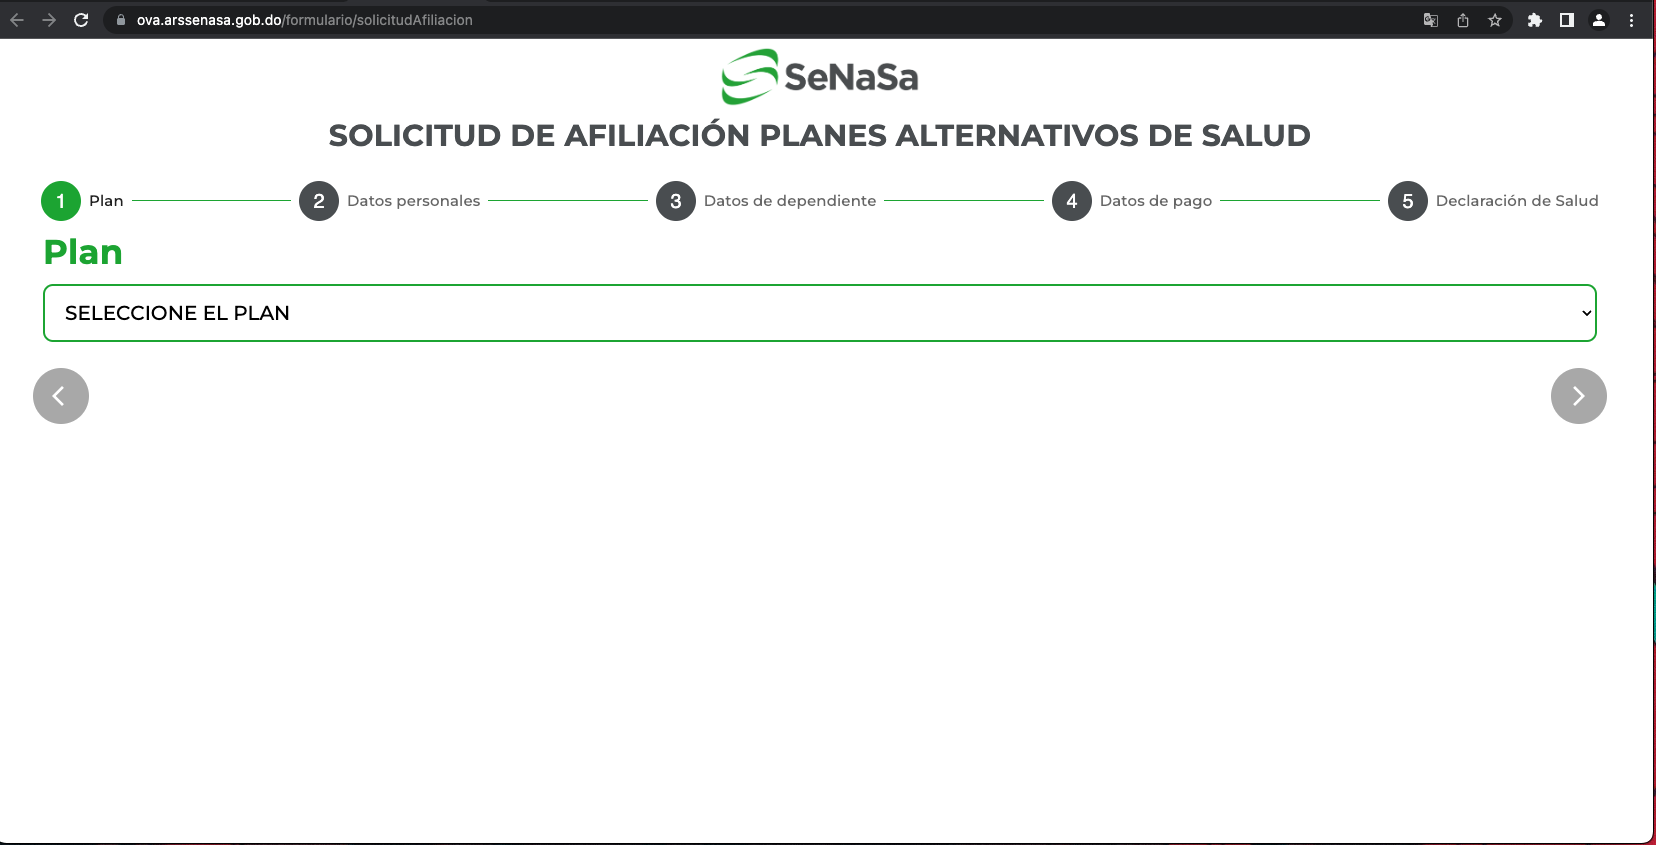 ova.arssenasa.gob.do/formulario/solicitudAfiliacion
SeNaSa
SOLICITUD DE AFILIACIÓN PLANES ALTERNATIVOS DE SALUD
1 Plan 2 Datos personales 3 Datos de dependiente 4 Datos de pago 5 Declaración de Salud
Plan
SELECCIONE EL PLAN